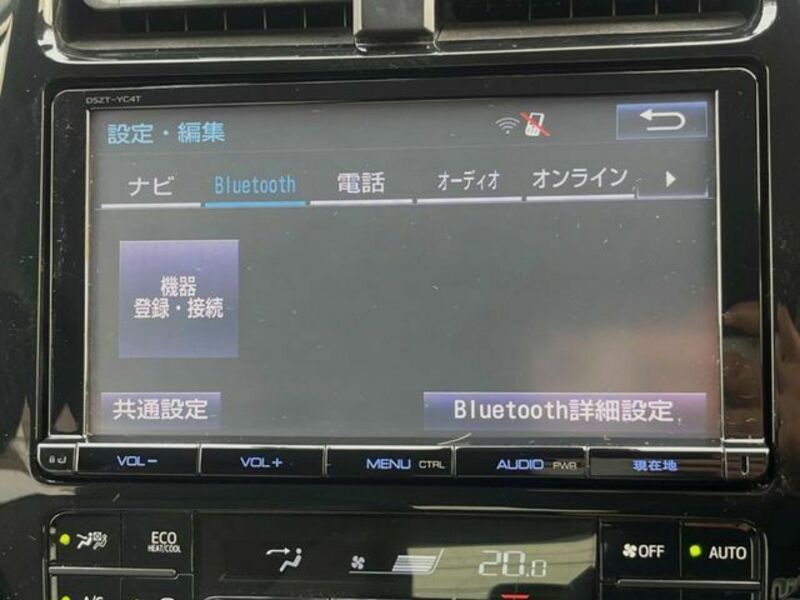 DSZT-YC4T
設定・編集
ナビ Bluetooth 電話 オーディオ オンライン
機器
登録・接続
共通設定 Bluetooth詳細設定
VOL− VOL+ MENU CTRL AUDIO PWR 現在地
ECO
HEAT/COOL
20.0
OFF AUTO
A/C